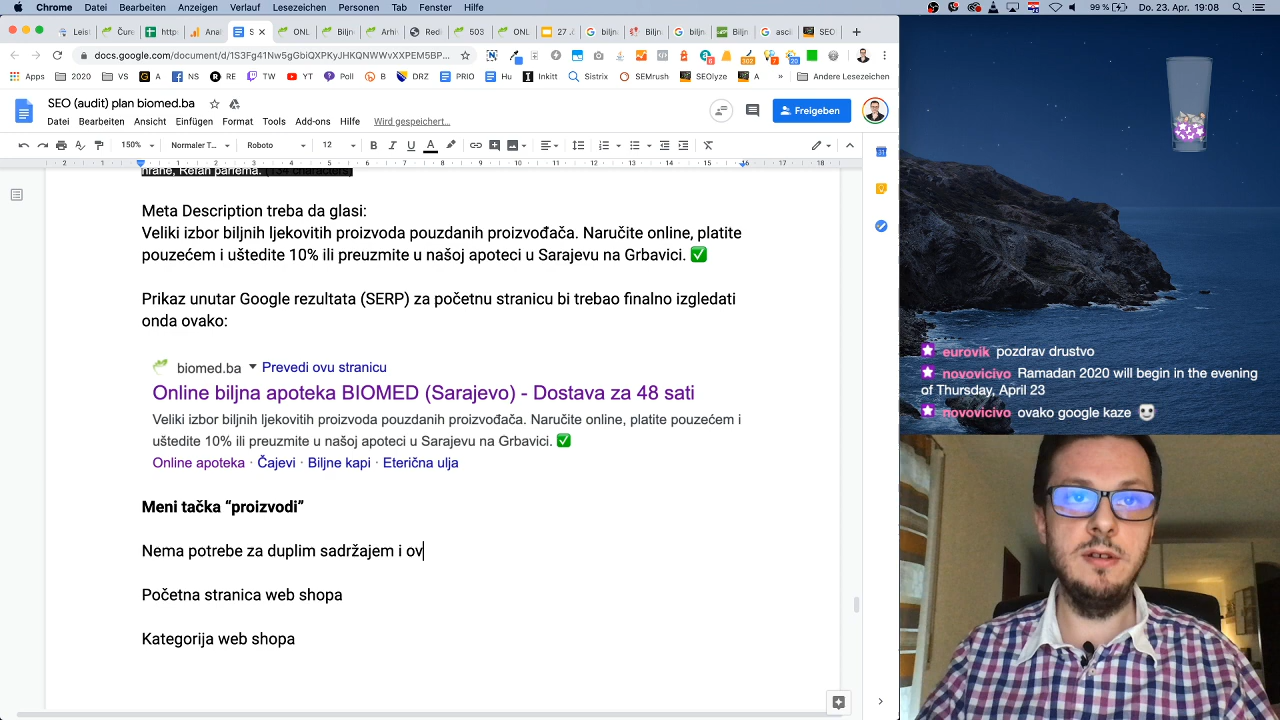 Chrome Datei Bearbeiten Anzeigen Verlauf Lesezeichen Personen Tab Fenster Hilfe 99 % Do. 23. Apr. 19:08
docs.google.com/document/d/1S3Fg41Nw5gGbiQXPKyJHKQNWWvXXPEM5BP...
Apps 2020 VS A NS RE TW Poll B DRZ PRIO Hu Inkitt Sistrix SEMrush SEOlyze A Andere Lesezeichen
SEO (audit) plan biomed.ba
Datei Bearbeiten Ansicht Einfügen Format Tools Add-ons Hilfe Wird gespeichert...
Freigeben
150% Normaler T... Roboto 12
hrane, Refan parfema. (154 characters)
Meta Description treba da glasi:
Veliki izbor biljnih ljekovitih proizvoda pouzdanih proizvođača. Naručite online, platite
pouzećem i uštedite 10% ili preuzmite u našoj apoteci u Sarajevu na Grbavici. ✅
Prikaz unutar Google rezultata (SERP) za početnu stranicu bi trebao finalno izgledati
onda ovako:
biomed.ba Prevedi ovu stranicu
Online biljna apoteka BIOMED (Sarajevo) - Dostava za 48 sati
Veliki izbor biljnih ljekovitih proizvoda pouzdanih proizvođača. Naručite online, platite pouzećem i
uštedite 10% ili preuzmite u našoj apoteci u Sarajevu na Grbavici. ✅
Online apoteka · Čajevi · Biljne kapi · Eterična ulja
Meni tačka “proizvodi”
Nema potrebe za duplim sadržajem i ov
Početna stranica web shopa
Kategorija web shopa
eurovik pozdrav drustvo
novovicivo Ramadan 2020 will begin in the evening
of Thursday, April 23
novovicivo ovako google kaze